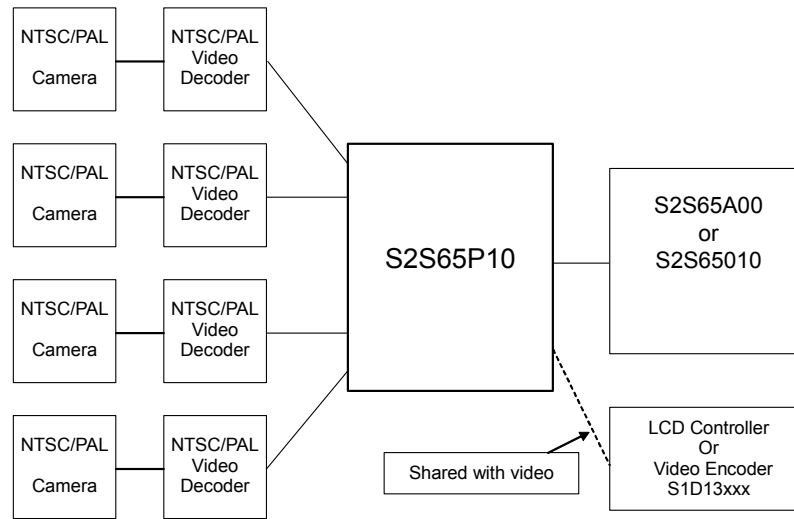 NTSC/PAL
Camera
NTSC/PAL
Video
Decoder
NTSC/PAL
Camera
NTSC/PAL
Video
Decoder
NTSC/PAL
Camera
NTSC/PAL
Video
Decoder
NTSC/PAL
Camera
NTSC/PAL
Video
Decoder
S2S65P10
S2S65A00
or
S2S65010
Shared with video
LCD Controller
Or
Video Encoder
S1D13xxx